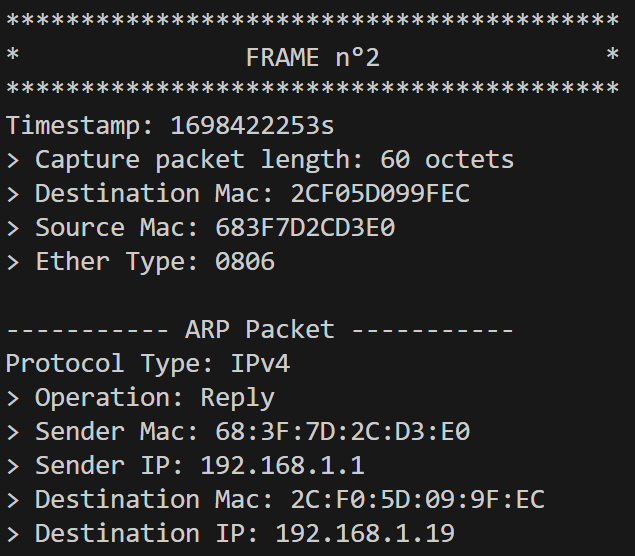 *****************************************
*               FRAME n°2               *
*****************************************
Timestamp: 1698422253s
> Capture packet length: 60 octets
> Destination Mac: 2CF05D099FEC
> Source Mac: 683F7D2CD3E0
> Ether Type: 0806
----------- ARP Packet -----------
Protocol Type: IPv4
> Operation: Reply
> Sender Mac: 68:3F:7D:2C:D3:E0
> Sender IP: 192.168.1.1
> Destination Mac: 2C:F0:5D:09:9F:EC
> Destination IP: 192.168.1.19